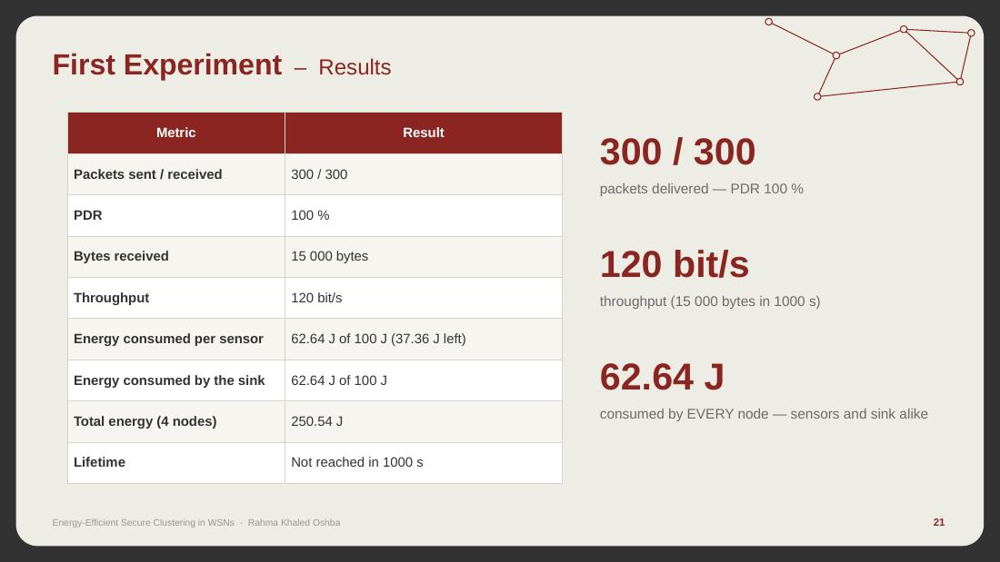 First Experiment – Results
Metric Result
Packets sent / received 300 / 300
PDR 100 %
Bytes received 15 000 bytes
Throughput 120 bit/s
Energy consumed per sensor 62.64 J of 100 J (37.36 J left)
Energy consumed by the sink 62.64 J of 100 J
Total energy (4 nodes) 250.54 J
Lifetime Not reached in 1000 s
300 / 300
packets delivered — PDR 100 %
120 bit/s
throughput (15 000 bytes in 1000 s)
62.64 J
consumed by EVERY node — sensors and sink alike
Energy-Efficient Secure Clustering in WSNs · Rahma Khaled Oshba
21